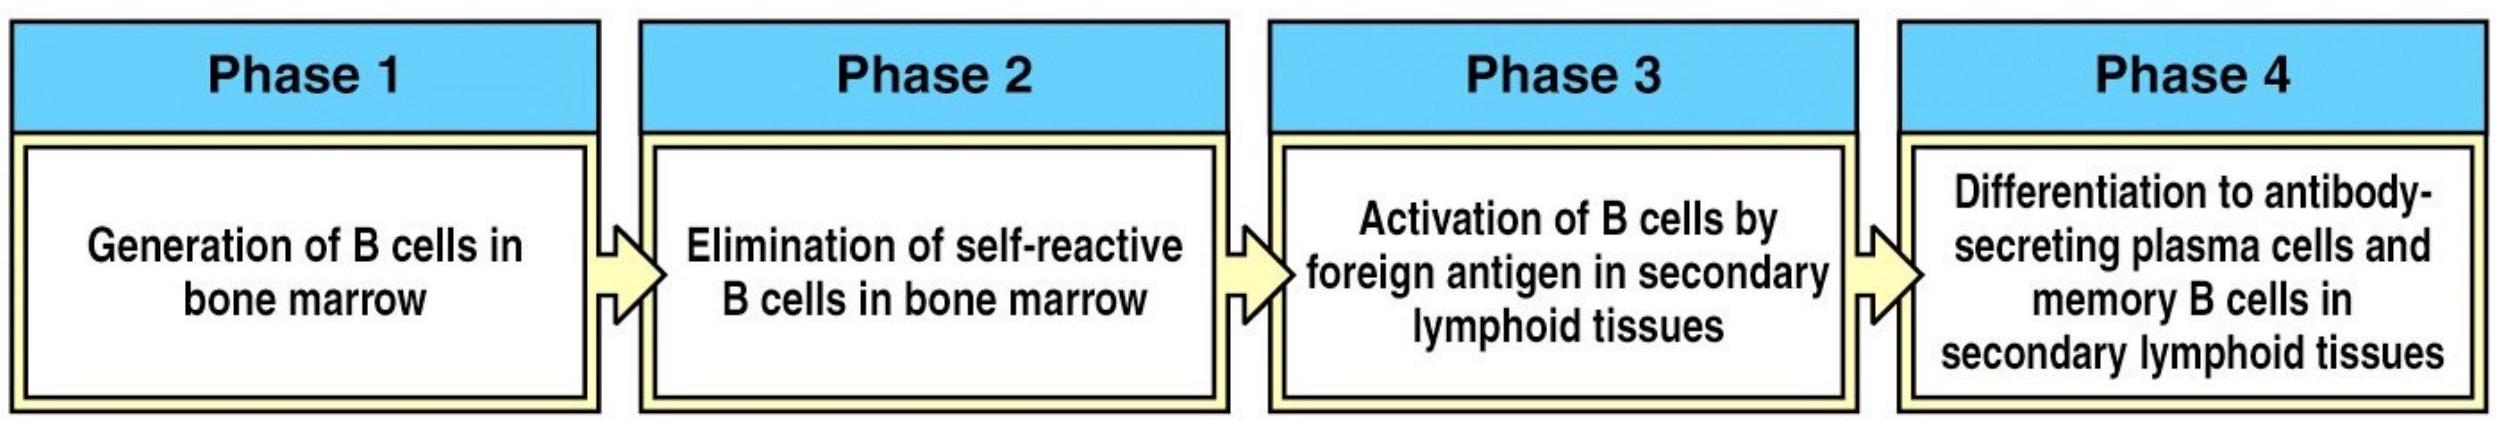 Phase 1
Generation of B cells in
bone marrow
Phase 2
Elimination of self-reactive
B cells in bone marrow
Phase 3
Activation of B cells by
foreign antigen in secondary
lymphoid tissues
Phase 4
Differentiation to antibody-
secreting plasma cells and
memory B cells in
secondary lymphoid tissues